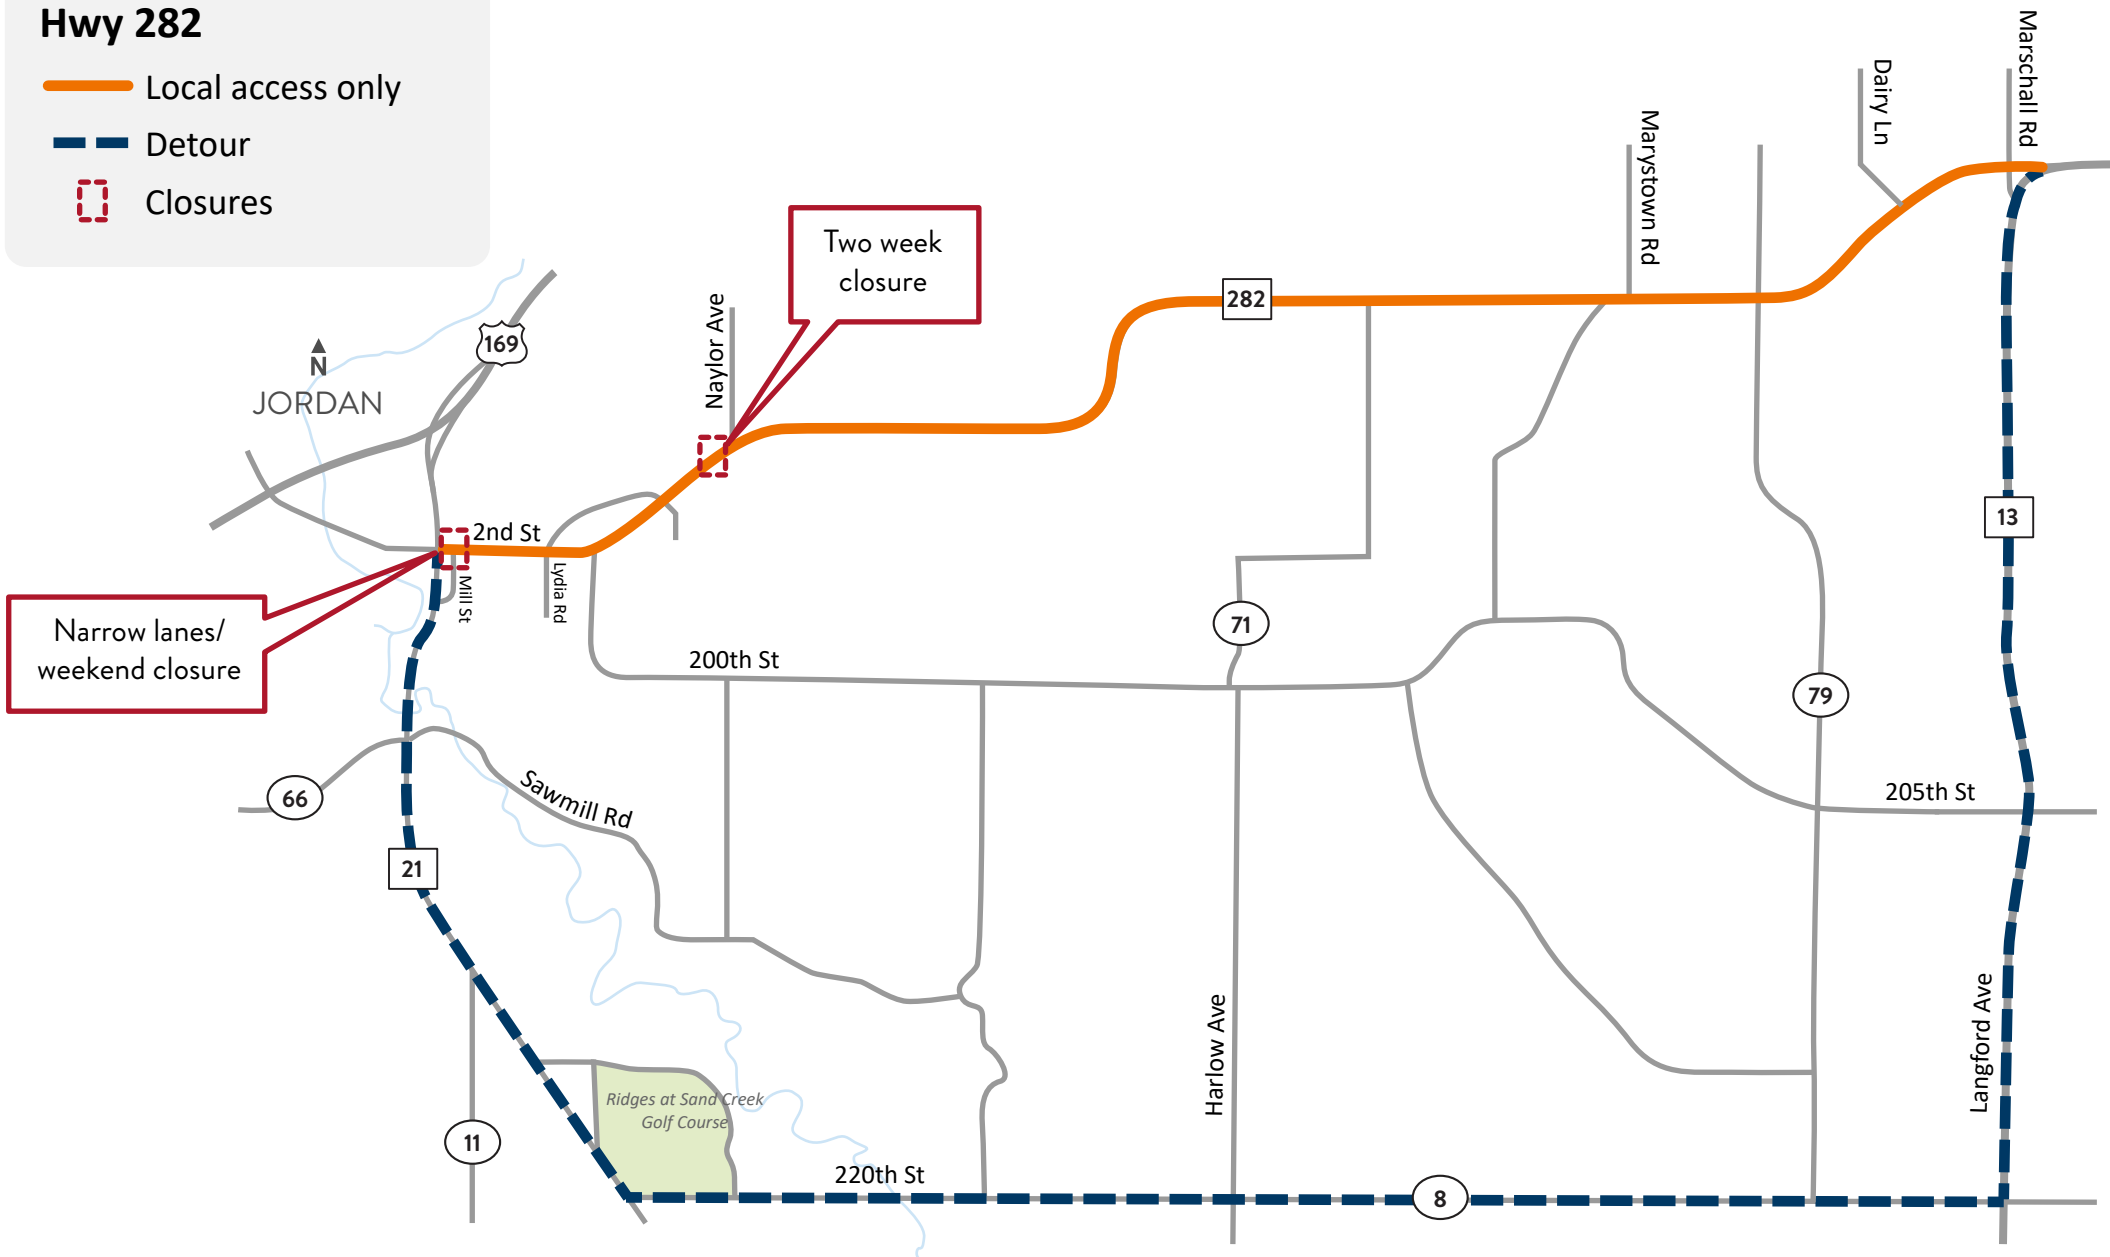 Hwy 282
Local access only
Detour
Closures
Marschall Rd
Dairy Ln
Marystown Rd
Two week
closure
282
Naylor Ave
169
N
JORDAN
13
2nd St
Mill St
Lydia Rd
Narrow lanes/
weekend closure
71
200th St
79
66
Sawmill Rd
205th St
21
Harlow Ave
Langford Ave
Ridges at Sand Creek
Golf Course
11
220th St
8